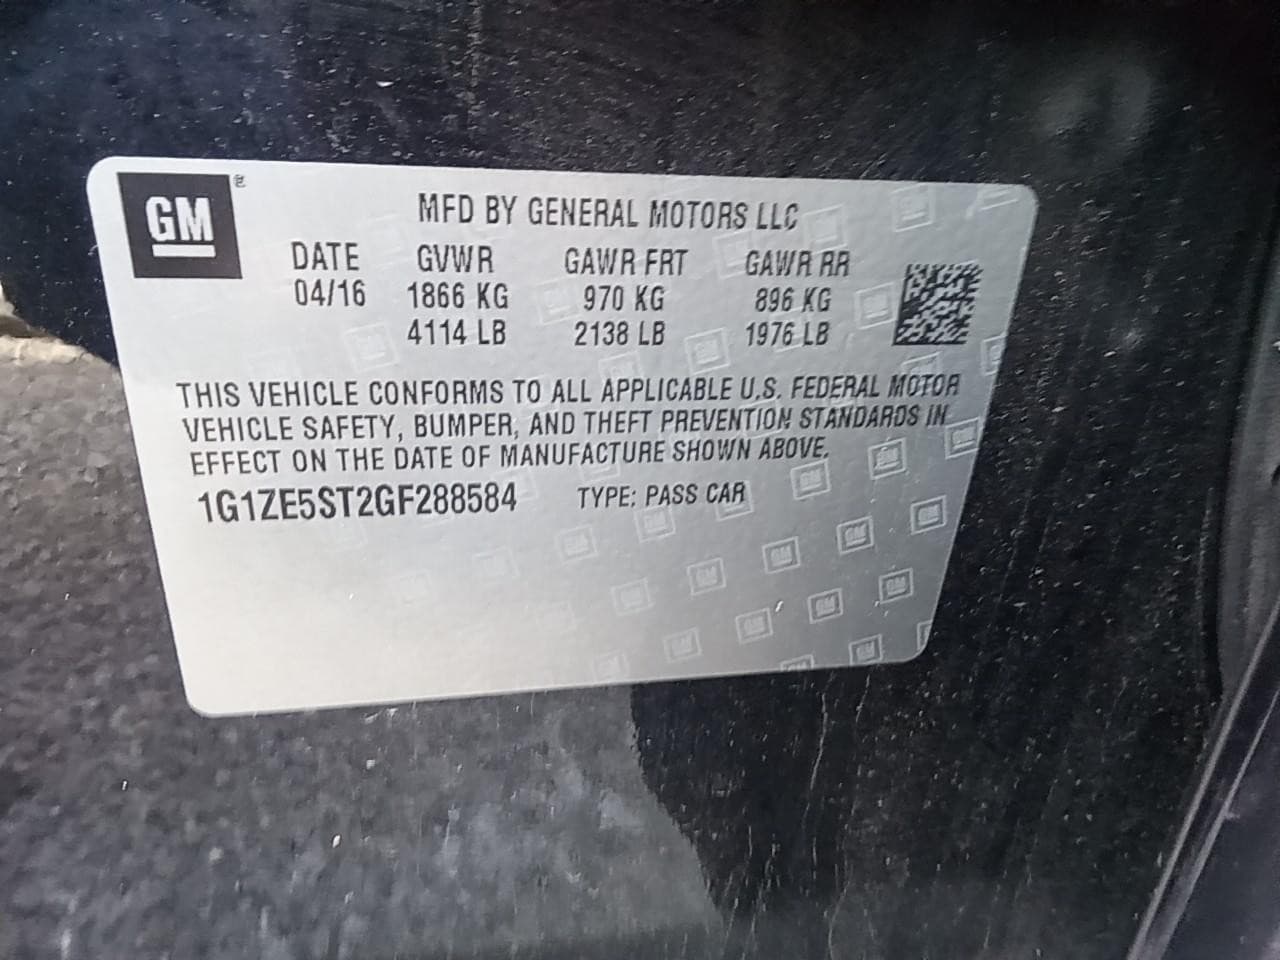 GM
MFD BY GENERAL MOTORS LLC
DATE GVWR GAWR FRT GAWR RR
04/16 1866 KG 970 KG 896 KG
4114 LB 2138 LB 1976 LB
THIS VEHICLE CONFORMS TO ALL APPLICABLE U.S. FEDERAL MOTOR
VEHICLE SAFETY, BUMPER, AND THEFT PREVENTION STANDARDS IN
EFFECT ON THE DATE OF MANUFACTURE SHOWN ABOVE.
1G1ZE5ST2GF288584 TYPE: PASS CAR